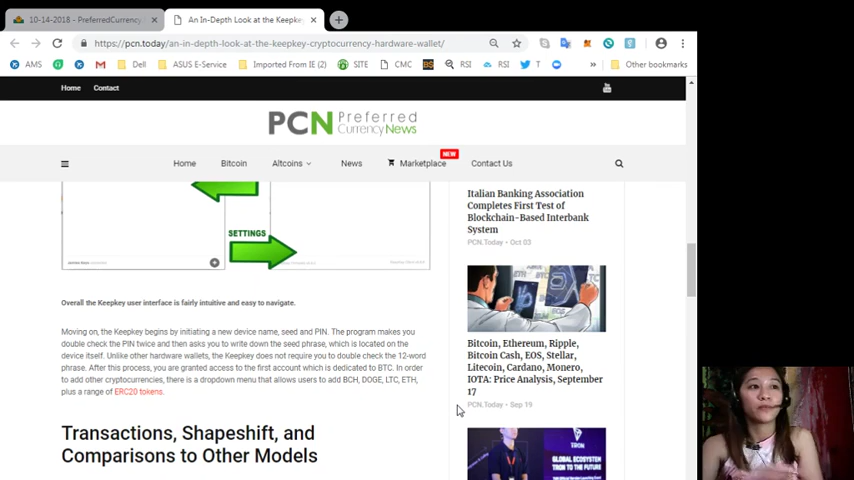 10-14-2018 - PreferredCurrency
An In-Depth Look at the Keepkey
https://pcn.today/an-in-depth-look-at-the-keepkey-cryptocurrency-hardware-wallet/
AMS
Dell
ASUS E-Service
Imported From IE (2)
SITE
CMC
BS
RSI
RSI
T
»
Other bookmarks
Home
Contact
PCN Preferred
Currency News
NEW
Home
Bitcoin
Altcoins
News
Marketplace
Contact Us
SETTINGS
Overall the Keepkey user interface is fairly intuitive and easy to navigate.
Moving on, the Keepkey begins by initiating a new device name, seed and PIN. The program makes you
double check the PIN twice and then asks you to write down the seed phrase, which is located on the
device itself. Unlike other hardware wallets, the Keepkey does not require you to double check the 12-word
phrase. After this process, you are granted access to the first account which is dedicated to BTC. In order
to add other cryptocurrencies, there is a dropdown menu that allows users to add BCH, DOGE, LTC, ETH,
plus a range of ERC20 tokens.
Transactions, Shapeshift, and
Comparisons to Other Models
Italian Banking Association
Completes First Test of
Blockchain-Based Interbank
System
PCN.Today - Oct 03
Bitcoin, Ethereum, Ripple,
Bitcoin Cash, EOS, Stellar,
Litecoin, Cardano, Monero,
IOTA: Price Analysis, September
17
PCN.Today - Sep 19
TRON
GLOBAL ECOSYSTEM
TRON TO THE FUTURE